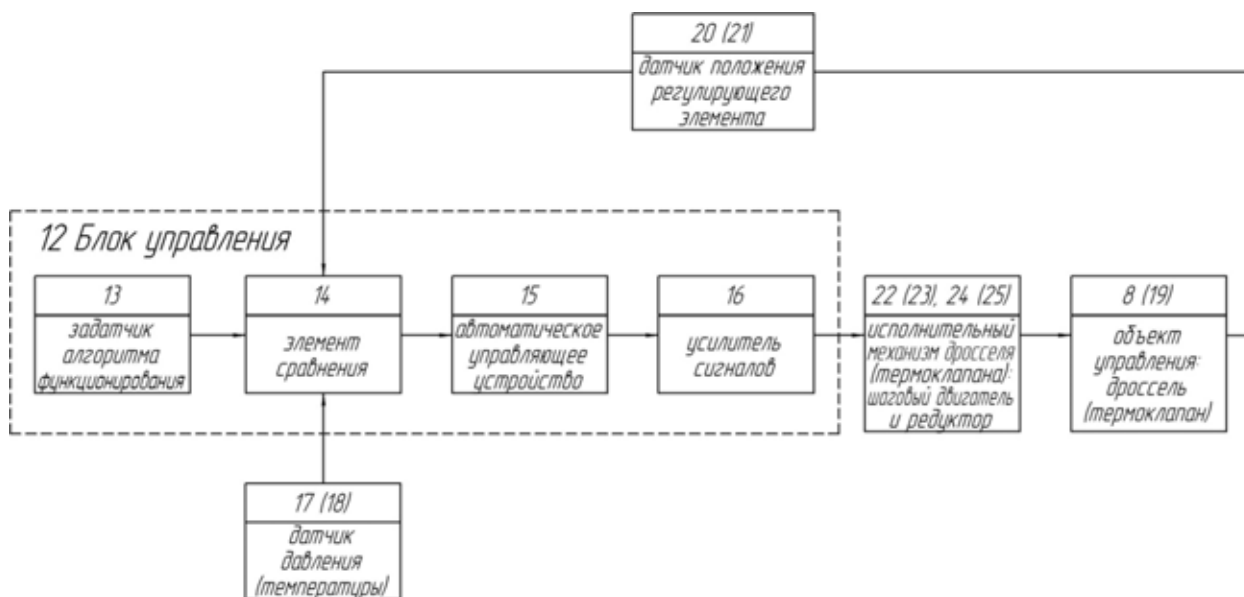 20 (21)
датчик положения
регулирующего
элемента
12 Блок управления
13
задатчик
алгоритма
функционирования
14
элемент
сравнения
15
автоматическое
управляющее
устройство
16
усилитель
сигналов
22 (23), 24 (25)
исполнительный
механизм дросселя
(термоклапана):
шаговый двигатель
и редуктор
8 (19)
объект
управления:
дроссель
(термоклапан)
17 (18)
датчик
давления
(температуры)